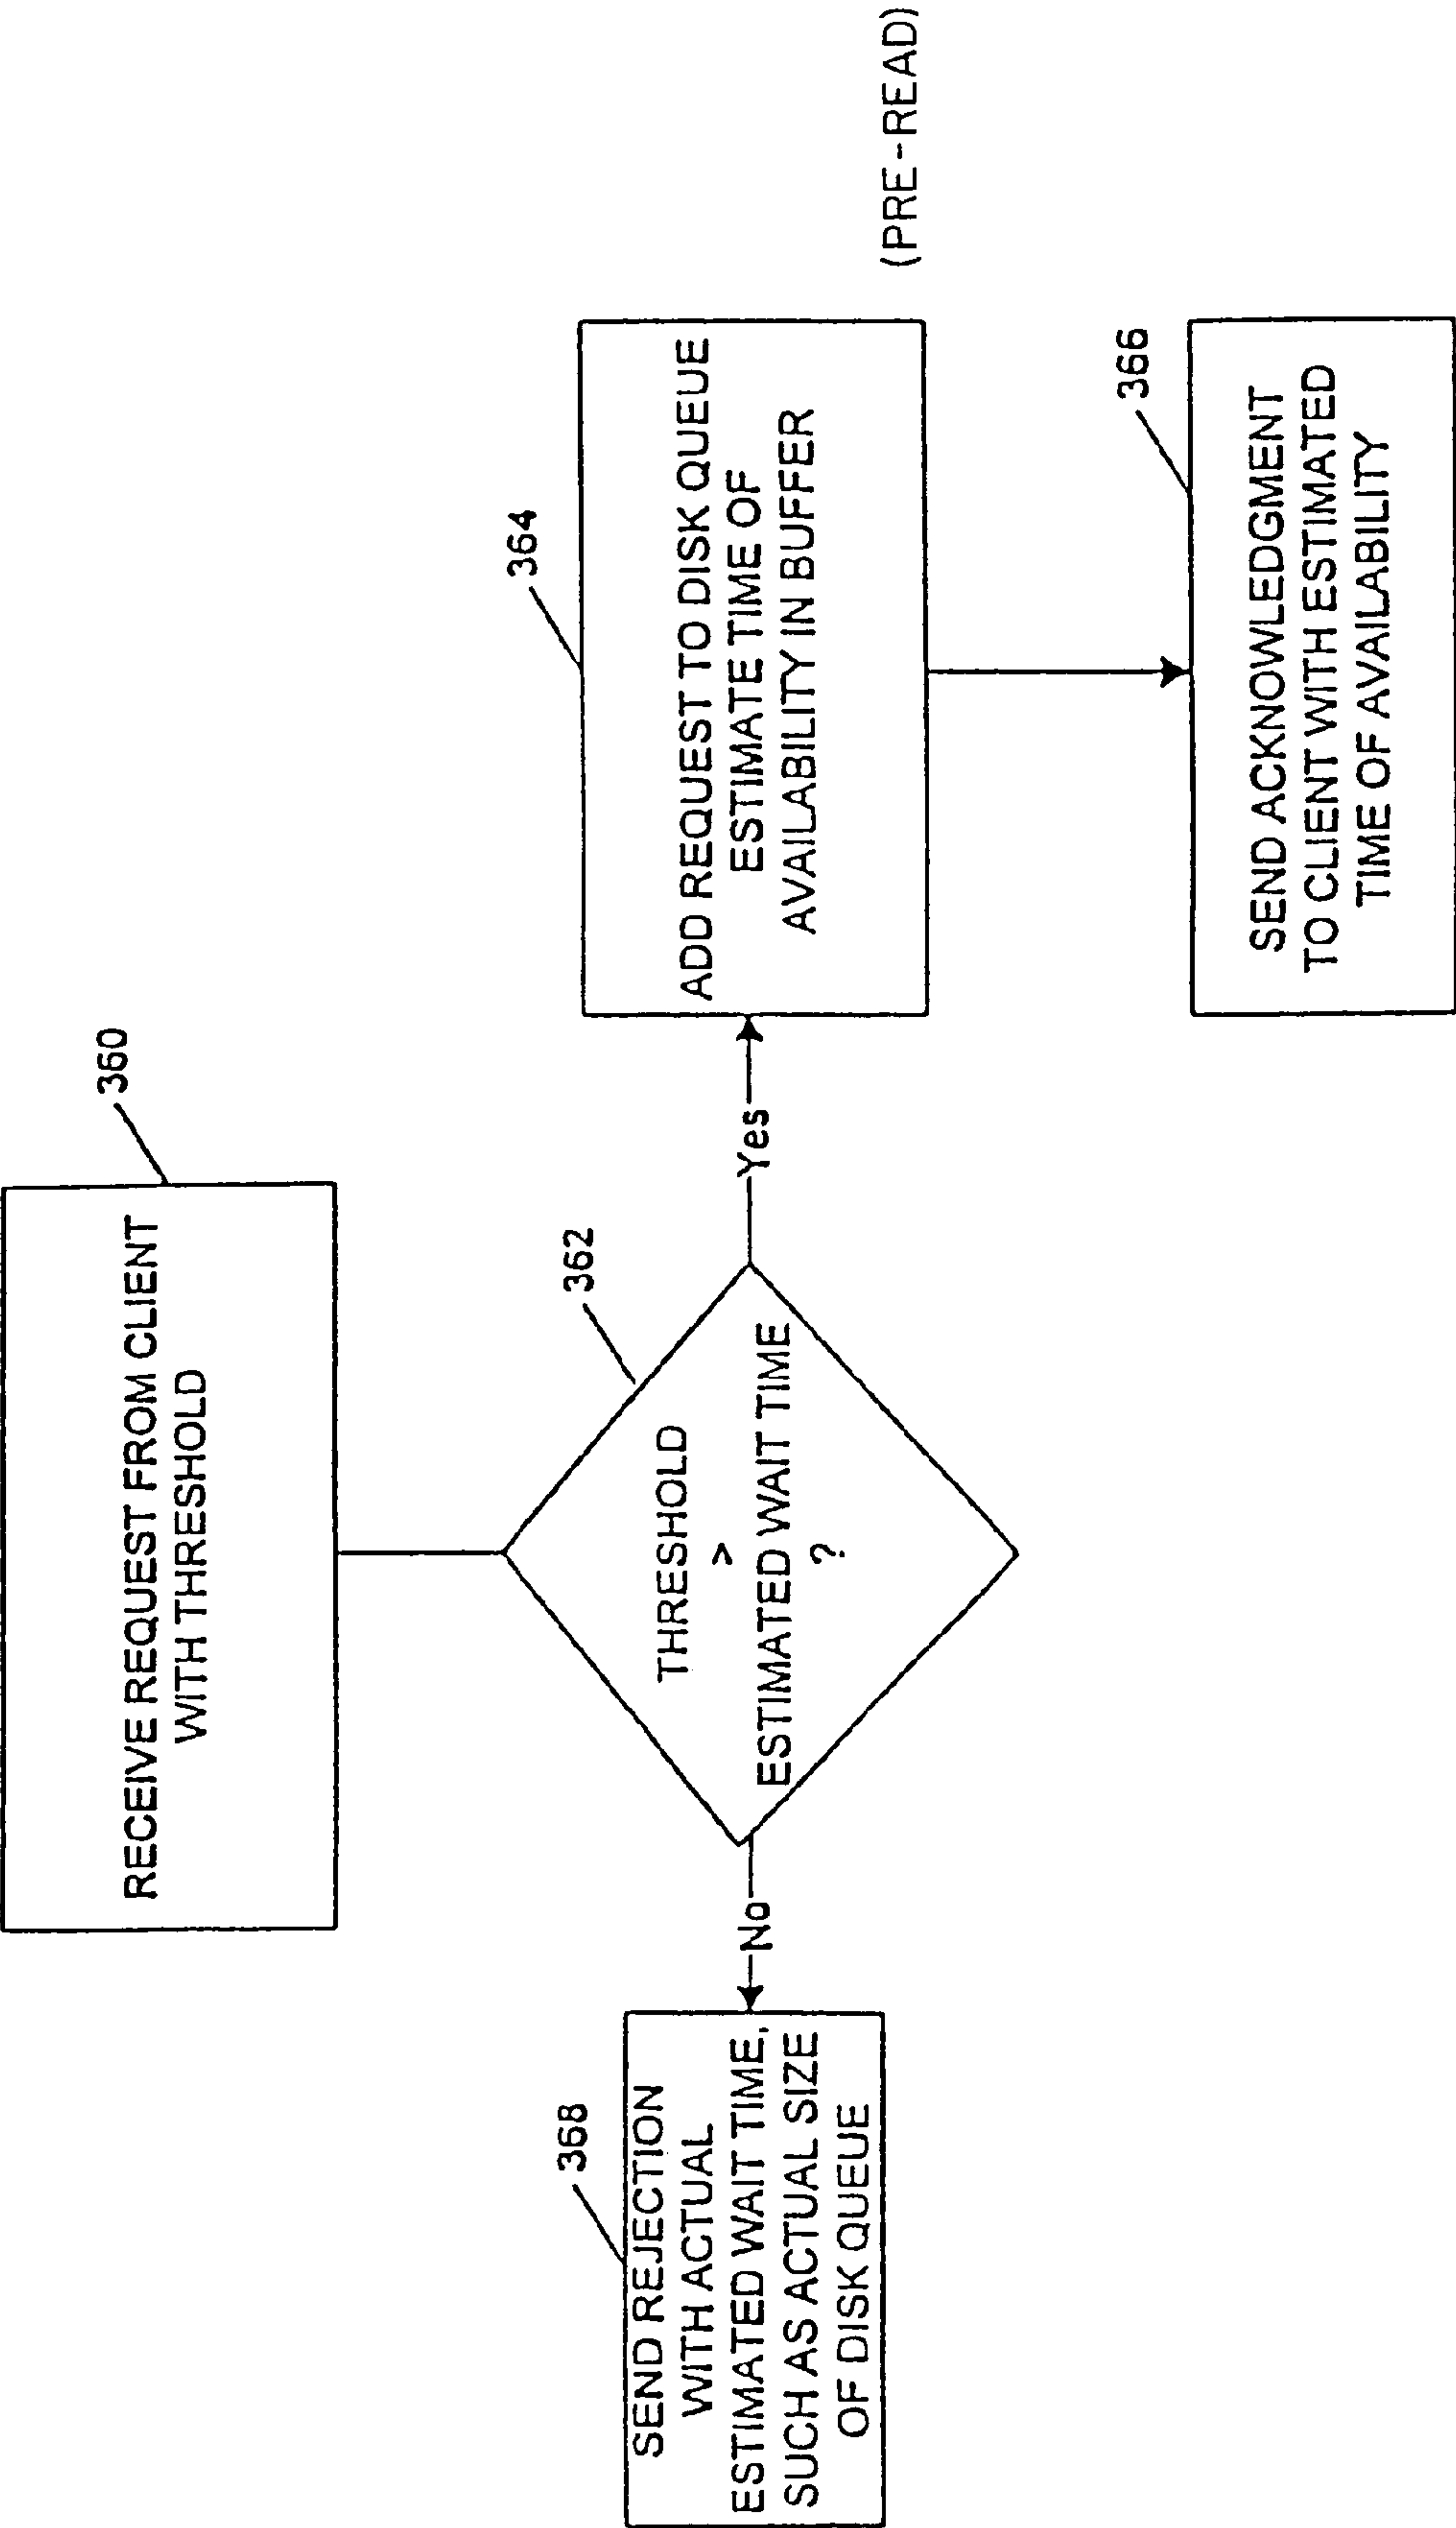 360
RECEIVE REQUEST FROM CLIENT
WITH THRESHOLD
362
THRESHOLD
>
ESTIMATED WAIT TIME
?
No
Yes
368
SEND REJECTION
WITH ACTUAL
ESTIMATED WAIT TIME,
SUCH AS ACTUAL SIZE
OF DISK QUEUE
364
ADD REQUEST TO DISK QUEUE
ESTIMATE TIME OF
AVAILABILITY IN BUFFER
366
SEND ACKNOWLEDGMENT
TO CLIENT WITH ESTIMATED
TIME OF AVAILABILITY
(PRE-READ)